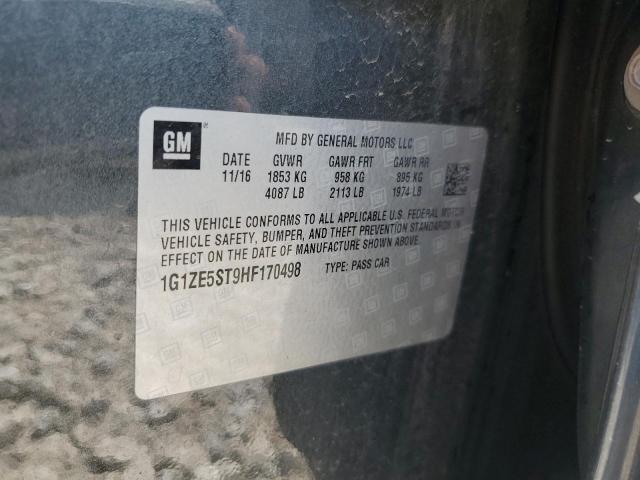 GM
MFD BY GENERAL MOTORS LLC
DATE GVWR GAWR FRT GAWR RR
11/16 1853 KG 958 KG 895 KG
4087 LB 2113 LB 1974 LB
THIS VEHICLE CONFORMS TO ALL APPLICABLE U.S. FEDERAL MOTOR
VEHICLE SAFETY, BUMPER, AND THEFT PREVENTION STANDARDS IN
EFFECT ON THE DATE OF MANUFACTURE SHOWN ABOVE.
1G1ZE5ST9HF170498 TYPE: PASS CAR